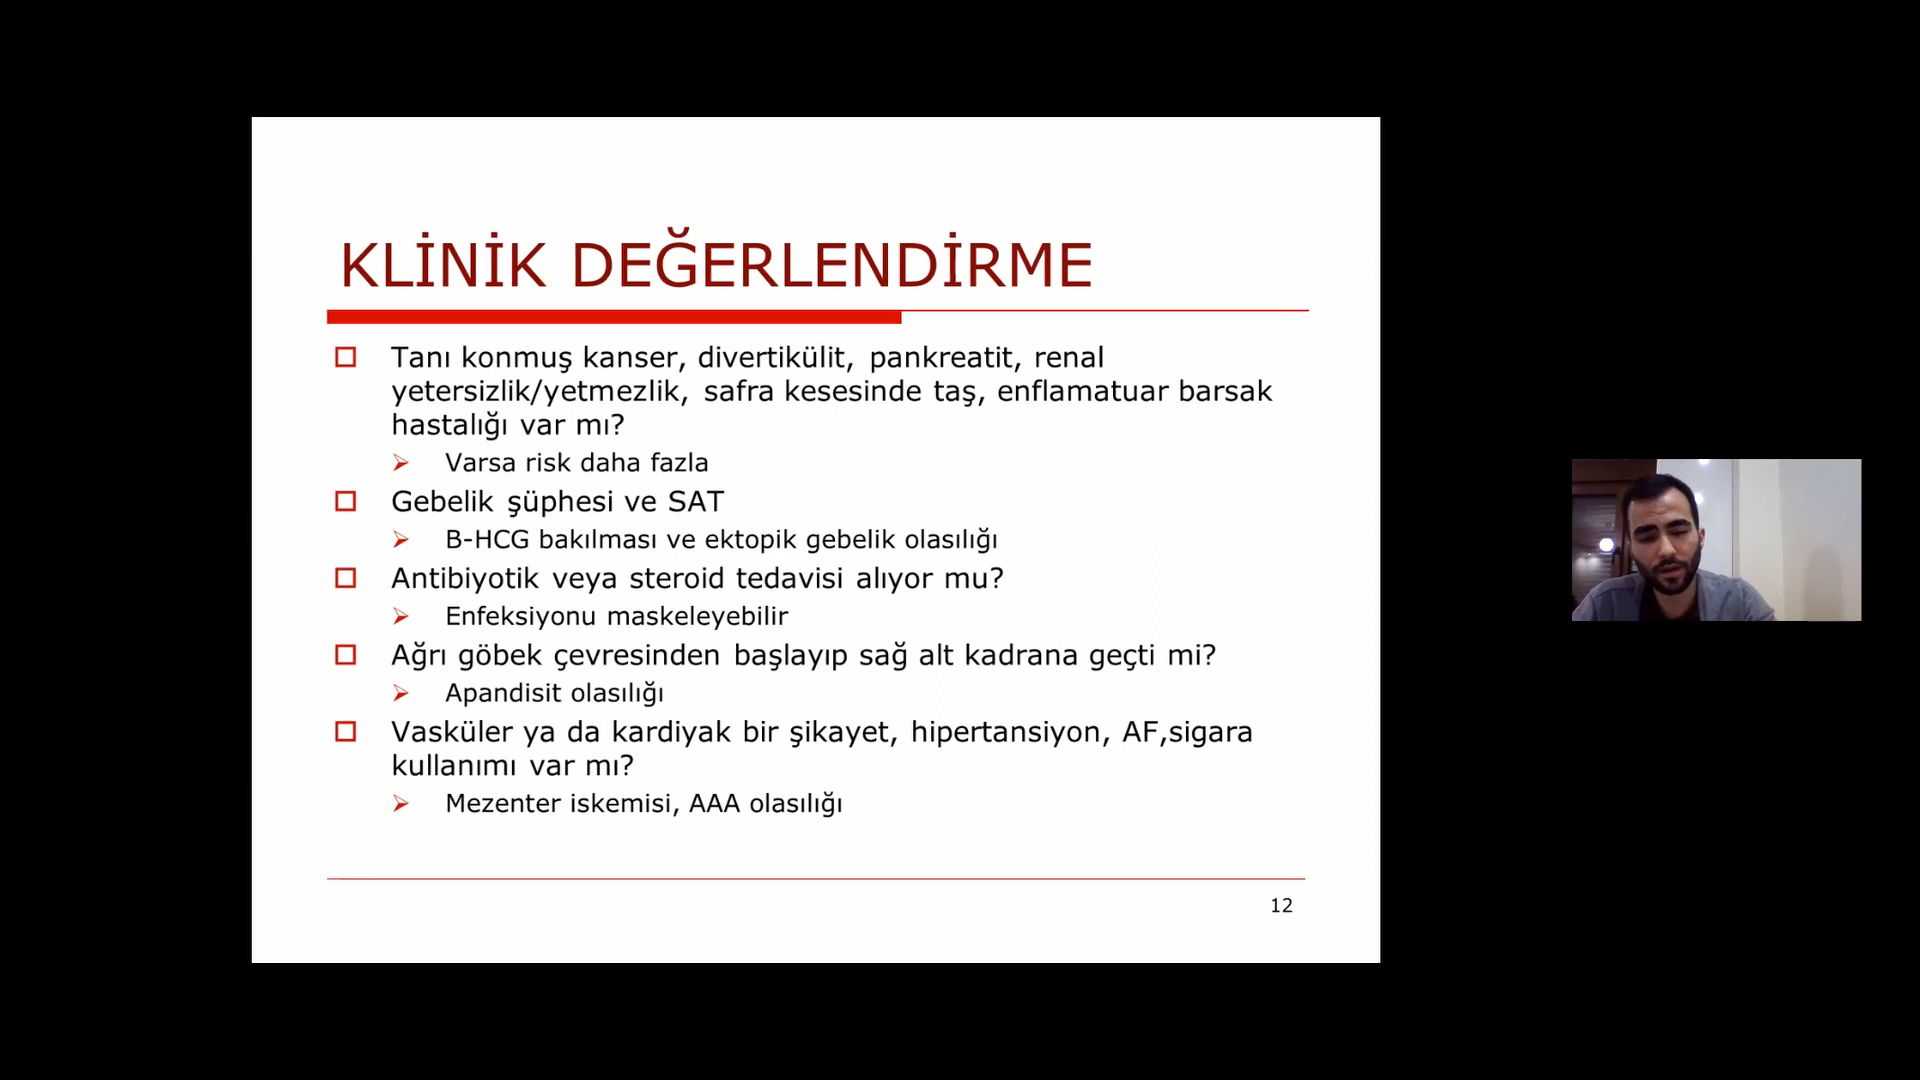 KLİNİK DEĞERLENDİRME
Tanı konmuş kanser, divertikülit, pankreatit, renal
yetersizlik/yetmezlik, safra kesesinde taş, enflamatuar barsak
hastalığı var mı?
Varsa risk daha fazla
Gebelik şüphesi ve SAT
B-HCG bakılması ve ektopik gebelik olasılığı
Antibiyotik veya steroid tedavisi alıyor mu?
Enfeksiyonu maskeleyebilir
Ağrı göbek çevresinden başlayıp sağ alt kadrana geçti mi?
Apandisit olasılığı
Vasküler ya da kardiyak bir şikayet, hipertansiyon, AF,sigara
kullanımı var mı?
Mezenter iskemisi, AAA olasılığı
12